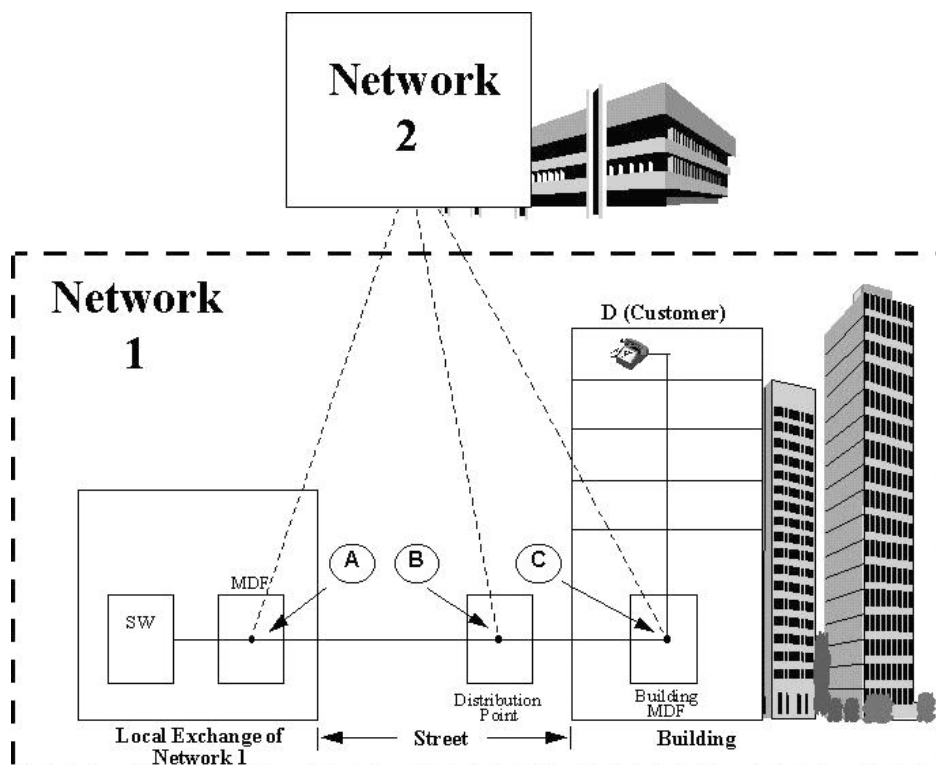 Network
2
Network
1
D (Customer)
A
B
C
MDF
SW
Distribution
Point
Building
MDF
Local Exchange of
Network 1
Street
Building